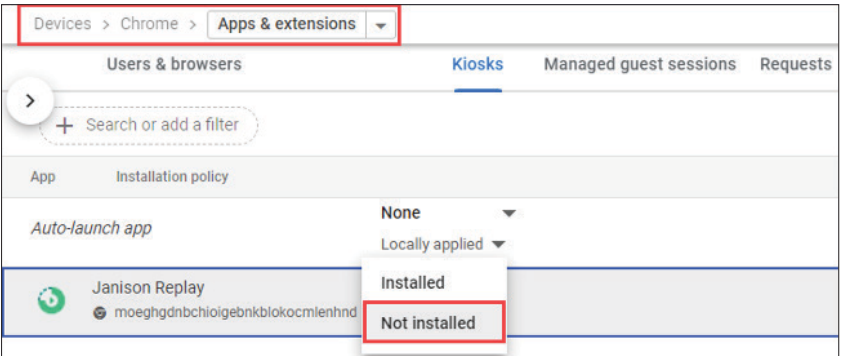 Devices > Chrome > Apps & extensions
Users & browsers Kiosks Managed guest sessions Requests
+ Search or add a filter
App Installation policy
Auto-launch app
None
Locally applied
Janison Replay
moeghgdnbchioigebnkblokocmlenhnd
Installed
Not installed